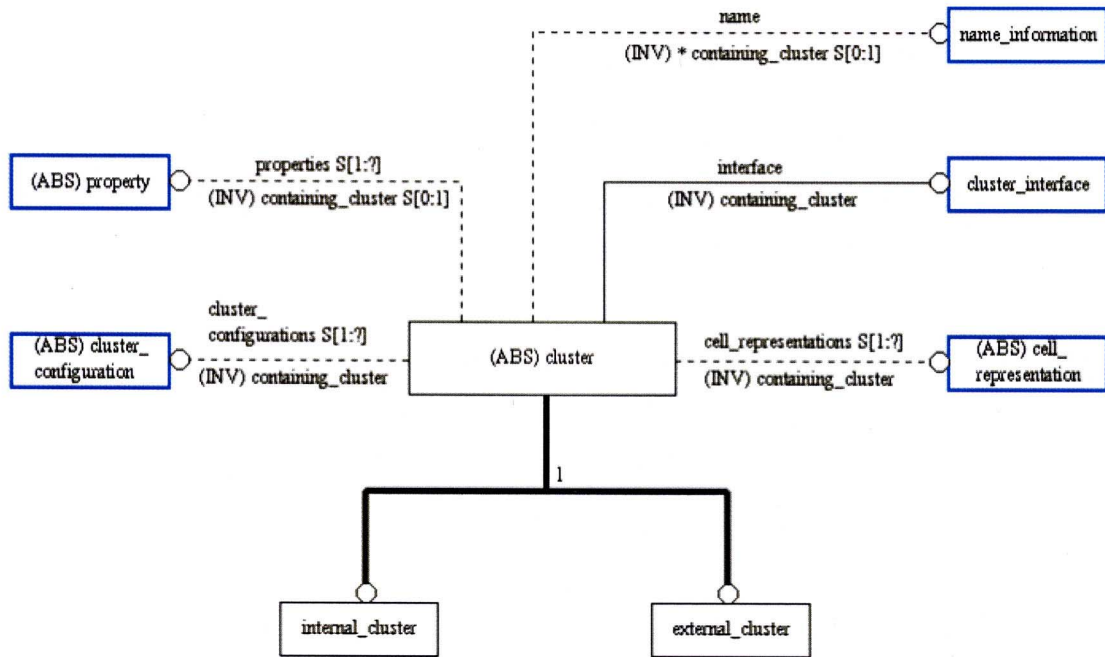 name
name_information
(INV) * containing_cluster S[0:1]
properties S[1:?]
(ABS) property
(INV) containing_cluster S[0:1]
interface
cluster_interface
(INV) containing_cluster
cluster_
configurations S[1:?]
(ABS) cluster_
configuration
(INV) containing_cluster
(ABS) cluster
cell_representations S[1:?]
(INV) containing_cluster
(ABS) cell_
representation
1
internal_cluster
external_cluster